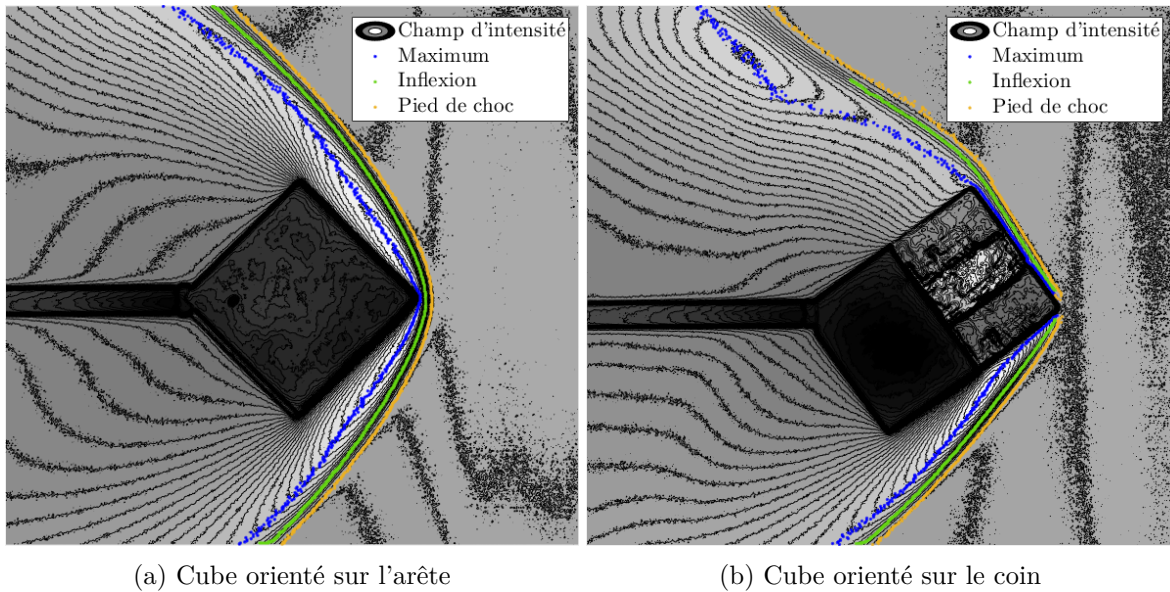 Champ d'intensité
Maximum
Inflexion
Pied de choc
Champ d'intensité
Maximum
Inflexion
Pied de choc
(a) Cube orienté sur l'arête
(b) Cube orienté sur le coin